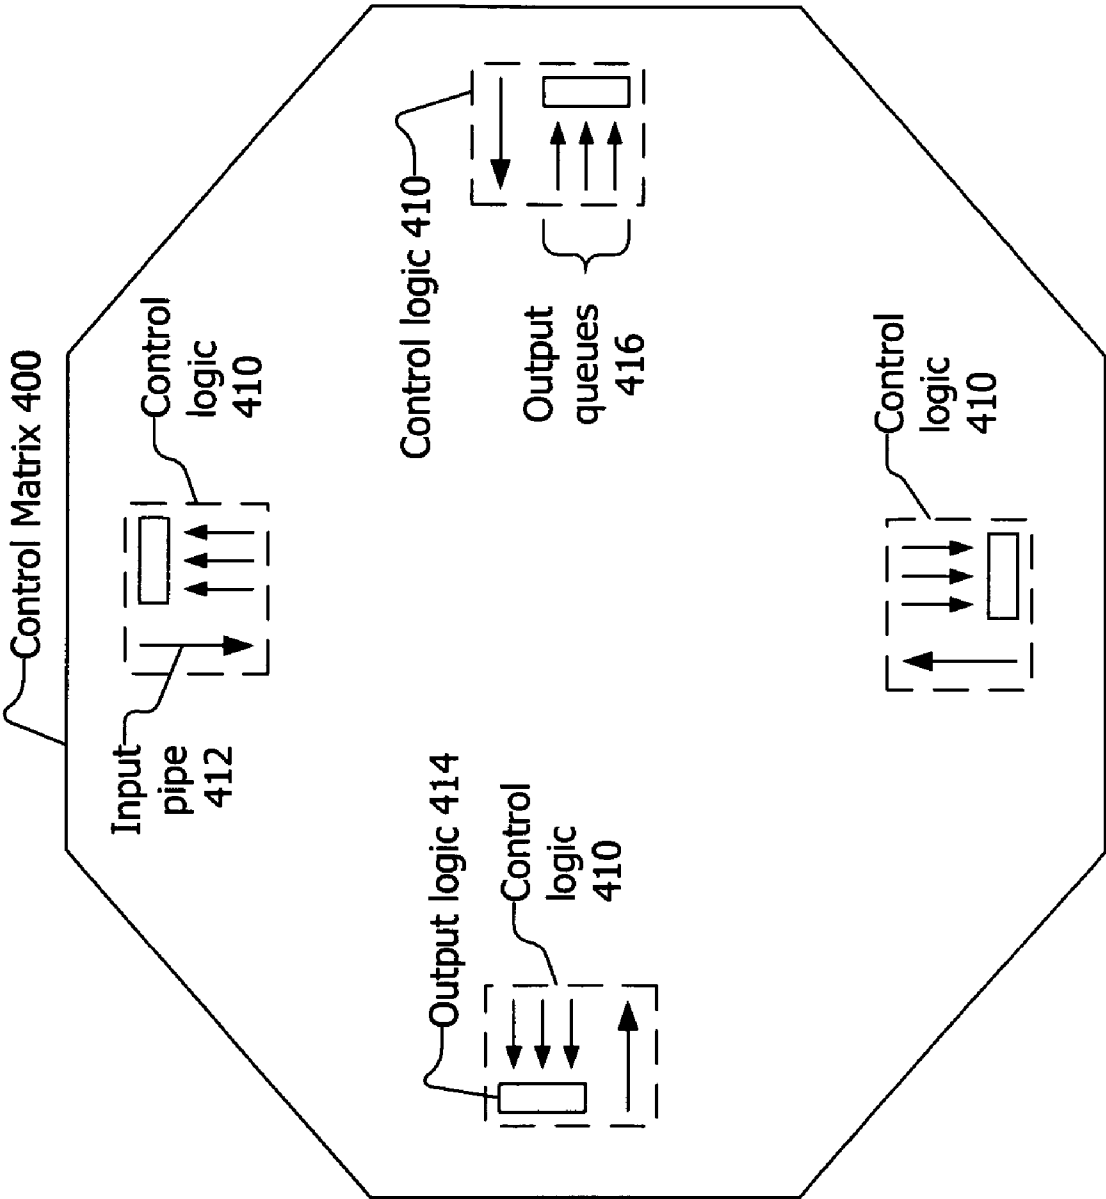 Control Matrix 400
Control
logic
410
Input
pipe
412
Control logic 410
Output
queues
416
Output logic 414
Control
logic
410
Control
logic
410